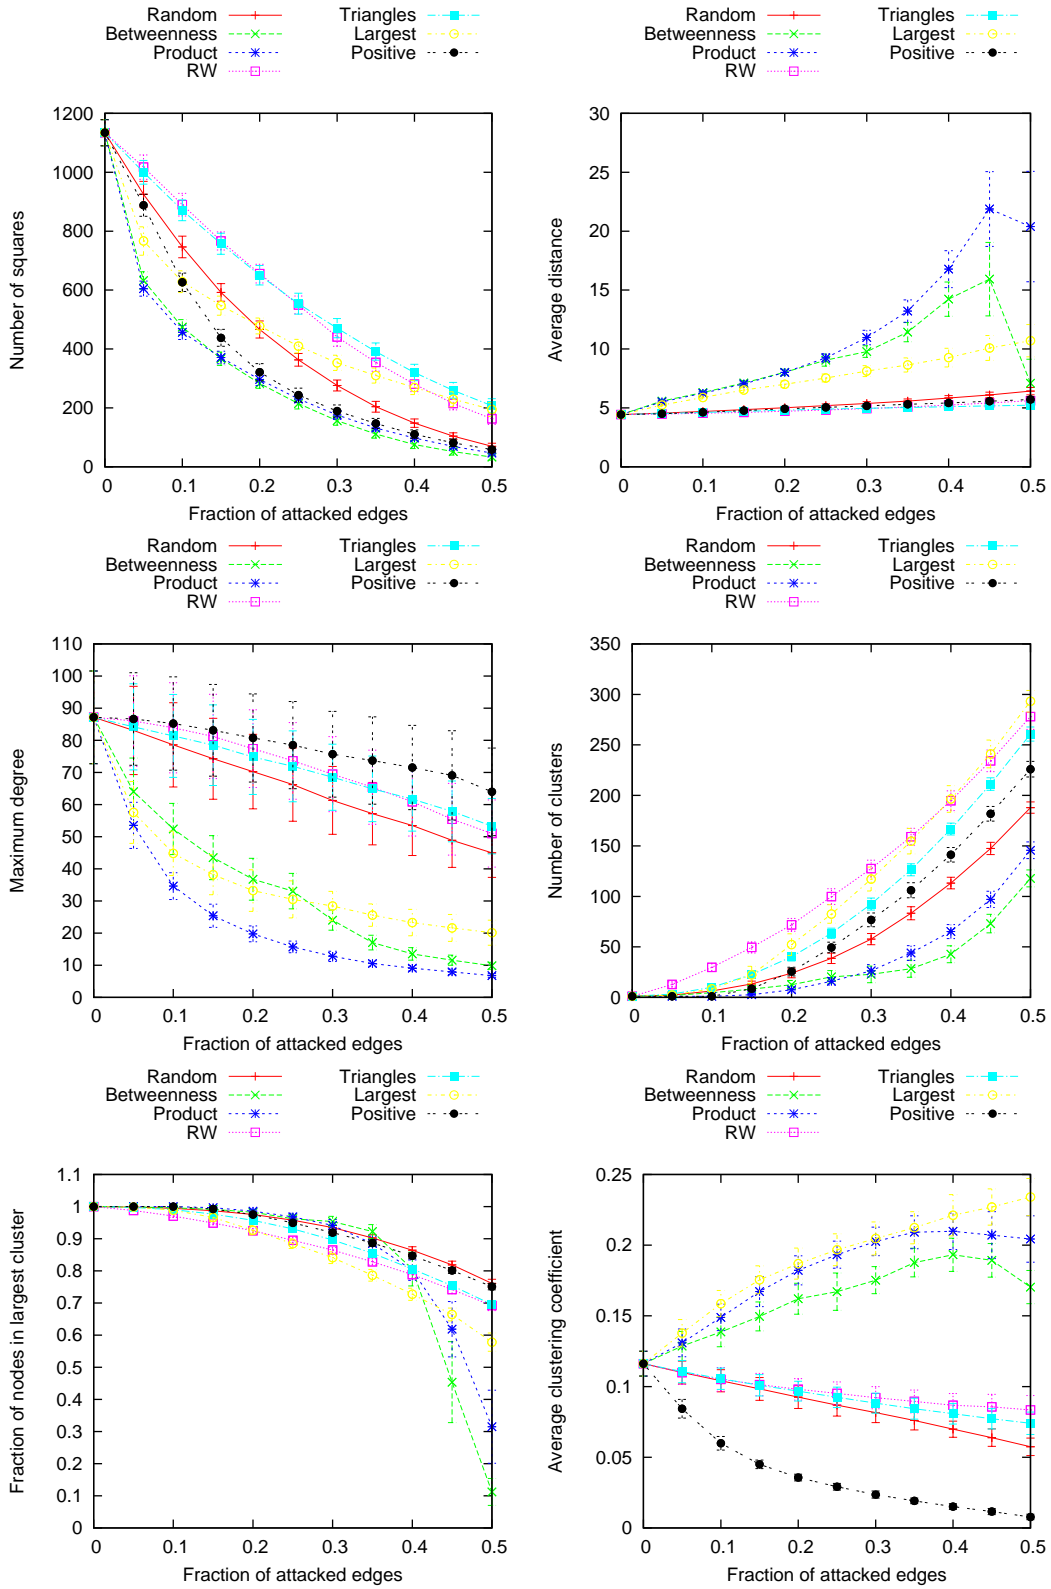 Random Triangles
Betweenness Largest
Product Positive
RW
1200
1000
800
600
400
200
0
Number of squares
0 0.1 0.2 0.3 0.4 0.5
Fraction of attacked edges
Random Triangles
Betweenness Largest
Product Positive
RW
30
25
20
15
10
5
0
Average distance
0 0.1 0.2 0.3 0.4 0.5
Fraction of attacked edges
Random Triangles
Betweenness Largest
Product Positive
RW
110
100
90
80
70
60
50
40
30
20
10
0
Maximum degree
0 0.1 0.2 0.3 0.4 0.5
Fraction of attacked edges
Random Triangles
Betweenness Largest
Product Positive
RW
350
300
250
200
150
100
50
0
Number of clusters
0 0.1 0.2 0.3 0.4 0.5
Fraction of attacked edges
Random Triangles
Betweenness Largest
Product Positive
RW
1.1
1
0.9
0.8
0.7
0.6
0.5
0.4
0.3
0.2
0.1
0
Fraction of nodes in largest cluster
0 0.1 0.2 0.3 0.4 0.5
Fraction of attacked edges
Random Triangles
Betweenness Largest
Product Positive
RW
0.25
0.2
0.15
0.1
0.05
0
Average clustering coefficient
0 0.1 0.2 0.3 0.4 0.5
Fraction of attacked edges